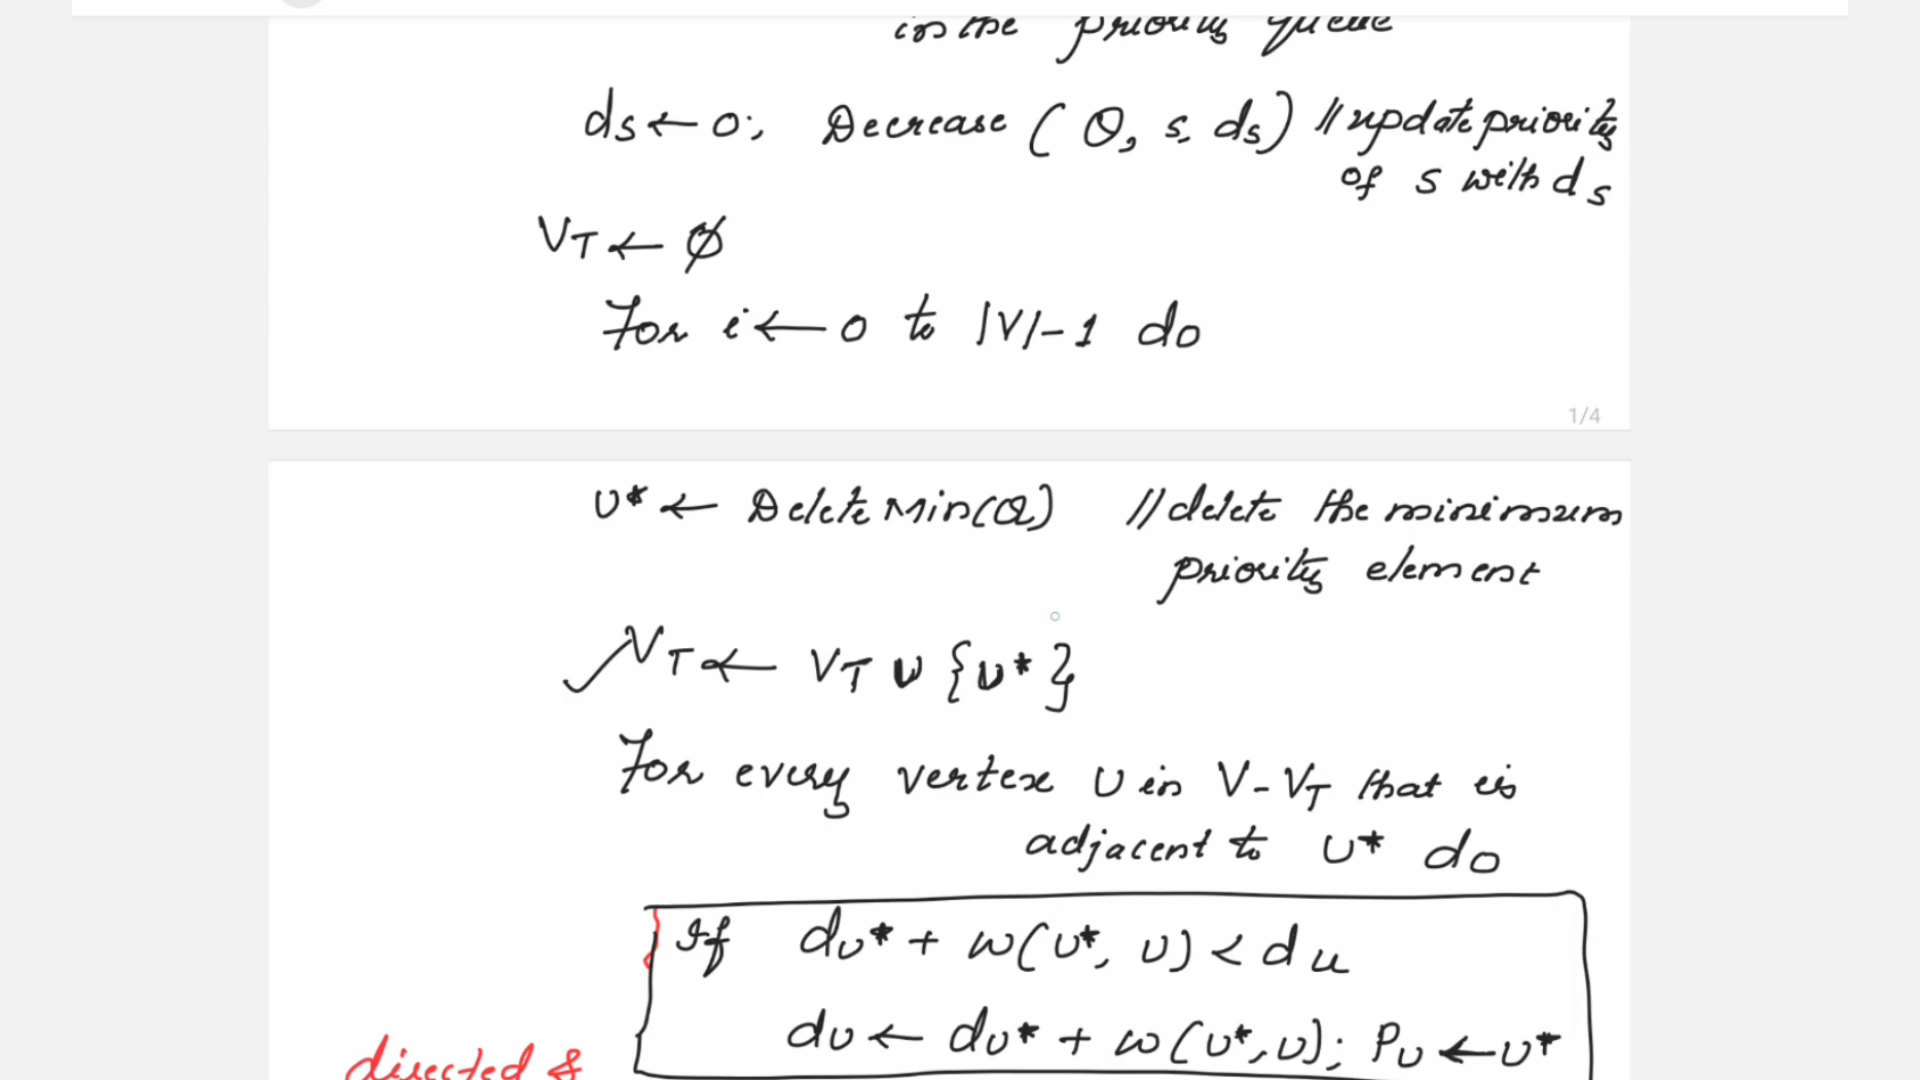 in the priority queue
ds ← 0; Decrease (Q, s, ds) // update priority
of s with ds
VT ← ∅
For i ← 0 to |V|-1 do
1/4
u* ← DeleteMin(Q) // delete the minimum
priority element
VT ← VT ∪ {u*}
For every vertex u in V-VT that is
adjacent to u* do
If du* + w(u*, u) < du
du ← du* + w(u*, u); Pu ← u*
directed &